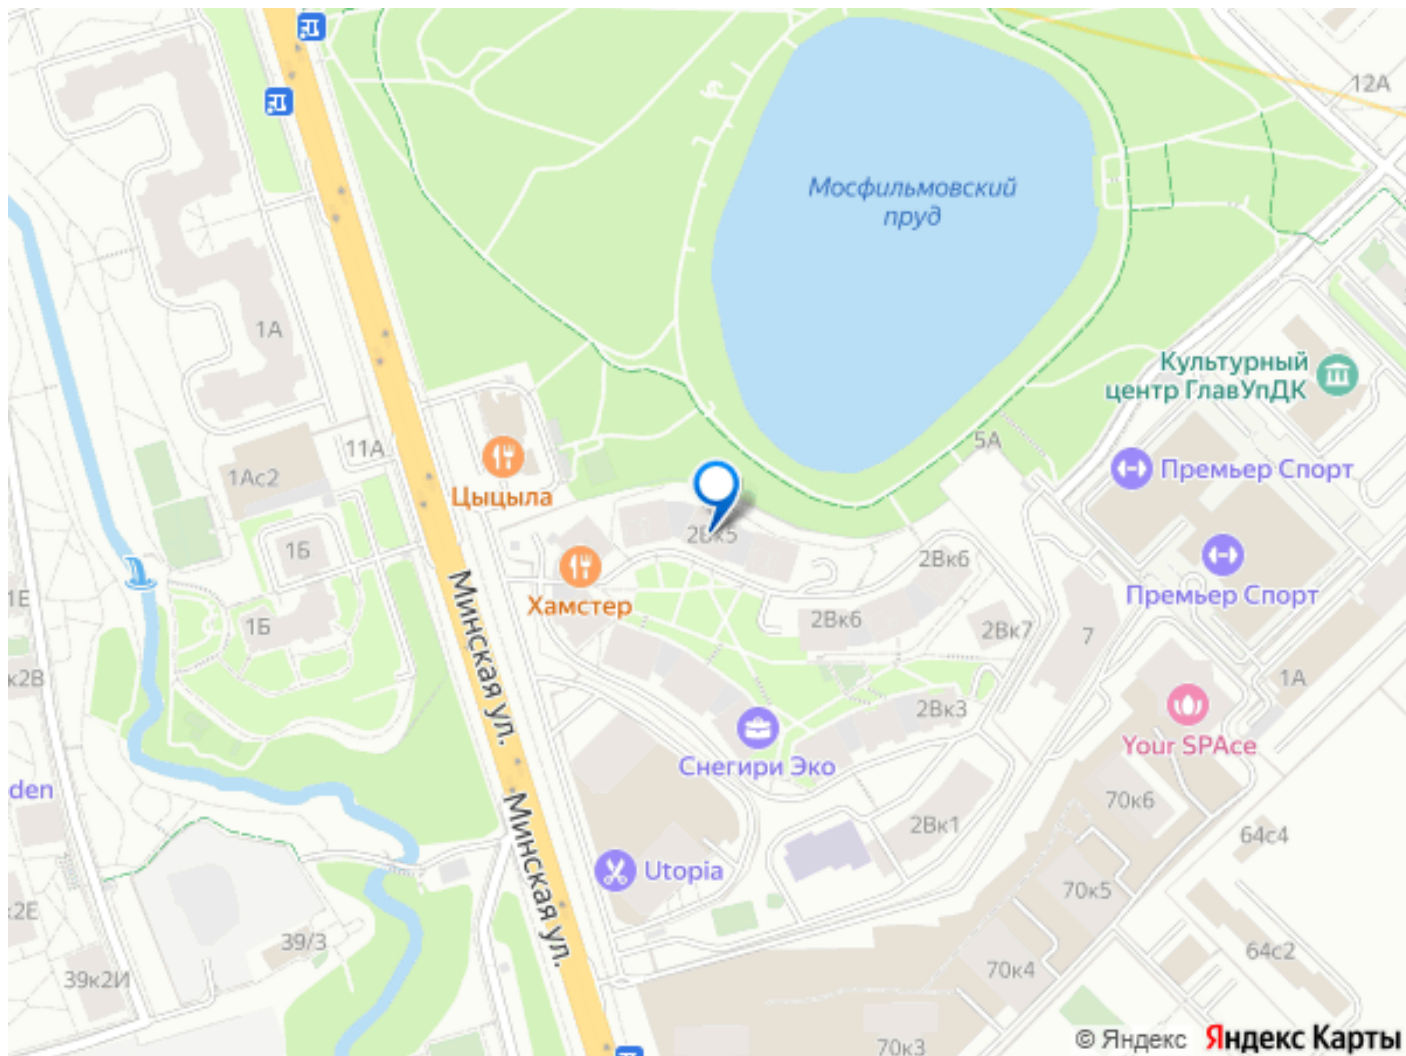 12А
Мосфильмовский
пруд
1А
Культурный
центр ГлавУпДК
11А
5А
Премьер Спорт
1Ас2
Цыцыла
2Вк5
1Б
2Вк6
Премьер Спорт
1Е
Хамстер
Минская ул.
1Б
2Вк6
2Вк7
7
к2В
1А
2Вк3
Your SPAce
Снегири Эко
den
Минская ул.
70к6
2Вк1
64с4
Utopia
70к5
2Е
39/3
64с2
39к2И
70к4
70к3
© Яндекс Яндекс Карты